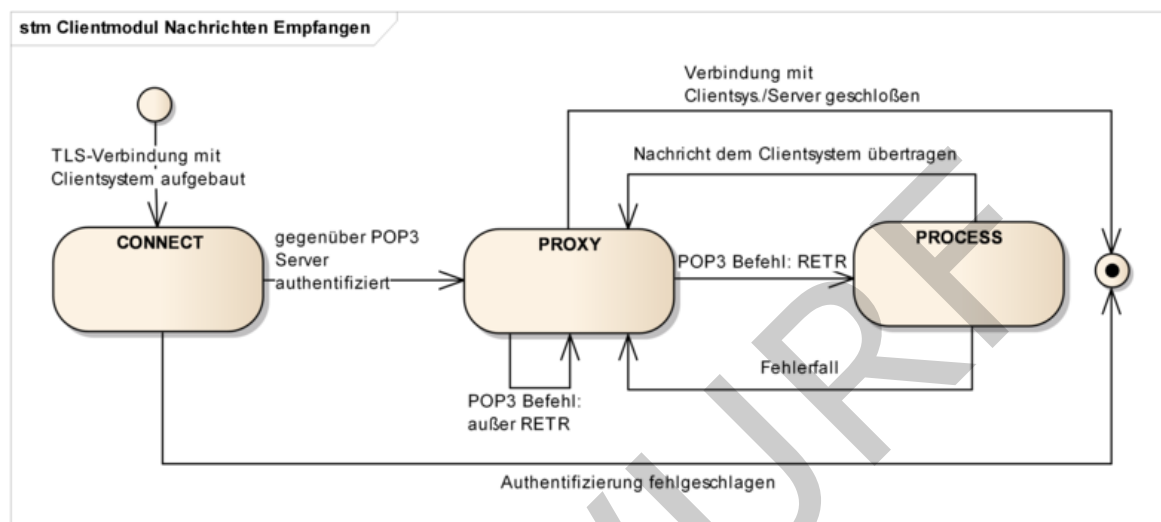 stm Clientmodul Nachrichten Empfangen
Verbindung mit
Clientsys./Server geschloßen
TLS-Verbindung mit
Clientsystem aufgebaut
Nachricht dem Clientsystem übertragen
CONNECT
gegenüber POP3
Server
authentifiziert
PROXY
POP3 Befehl: RETR
PROCESS
Fehlerfall
POP3 Befehl:
außer RETR
Authentifizierung fehlgeschlagen